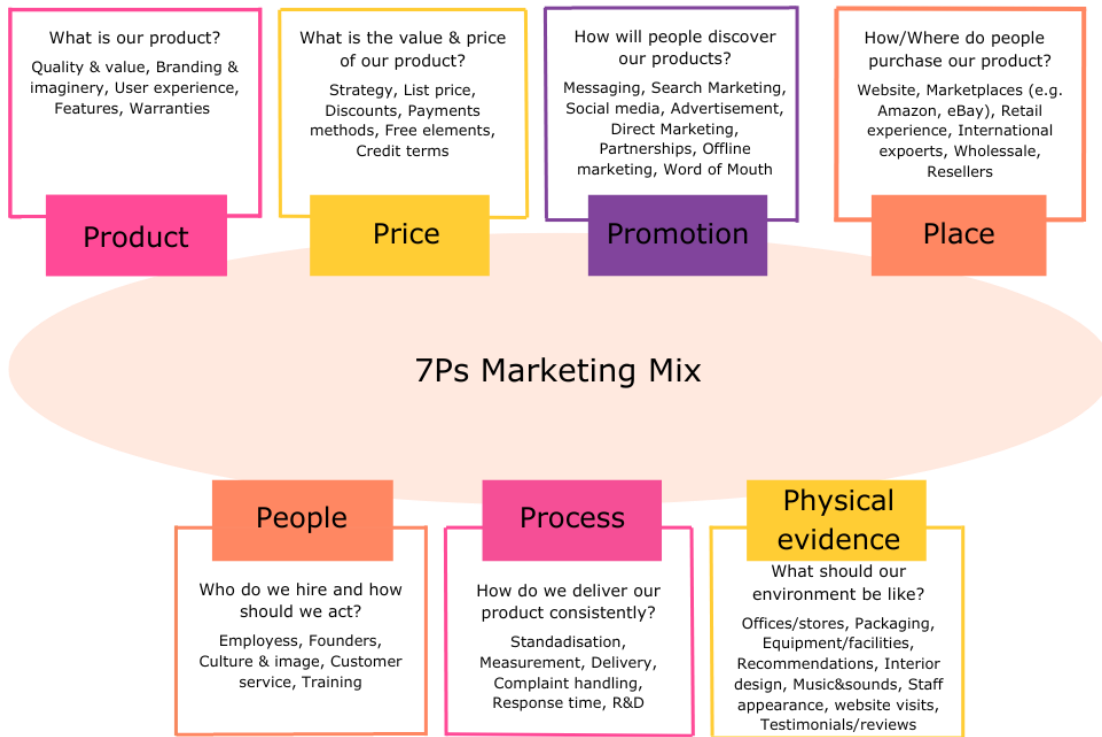 What is our product?
Quality & value, Branding &
imaginery, User experience,
Features, Warranties
Product
What is the value & price
of our product?
Strategy, List price,
Discounts, Payments
methods, Free elements,
Credit terms
Price
How will people discover
our products?
Messaging, Search Marketing,
Social media, Advertisement,
Direct Marketing,
Partnerships, Offline
marketing, Word of Mouth
Promotion
How/Where do people
purchase our product?
Website, Marketplaces (e.g.
Amazon, eBay), Retail
experience, International
expoerts, Wholessale,
Resellers
Place
7Ps Marketing Mix
People
Who do we hire and how
should we act?
Employess, Founders,
Culture & image, Customer
service, Training
Process
How do we deliver our
product consistently?
Standadisation,
Measurement, Delivery,
Complaint handling,
Response time, R&D
Physical
evidence
What should our
environment be like?
Offices/stores, Packaging,
Equipment/facilities,
Recommendations, Interior
design, Music&sounds, Staff
appearance, website visits,
Testimonials/reviews